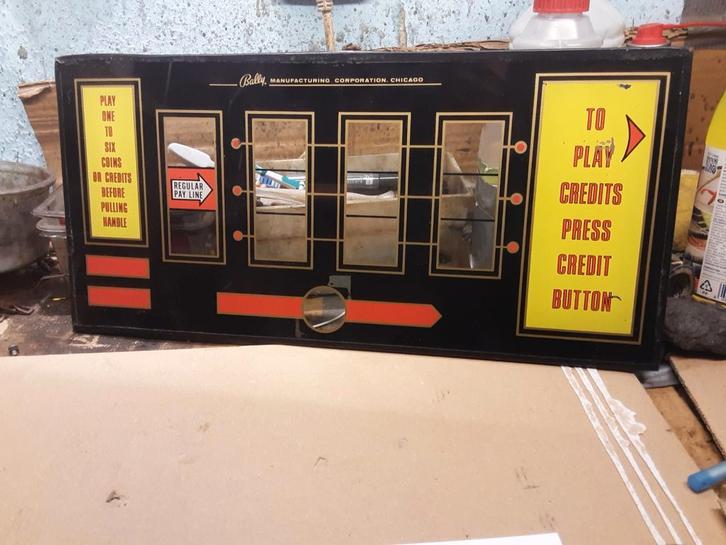 Bally, MANUFACTURING CORPORATION, CHICAGO
PLAY
ONE
TO
SIX
COINS
OR CREDITS
BEFORE
PULLING
HANDLE
REGULAR
PAY LINE
TO
PLAY
CREDITS
PRESS
CREDIT
BUTTON